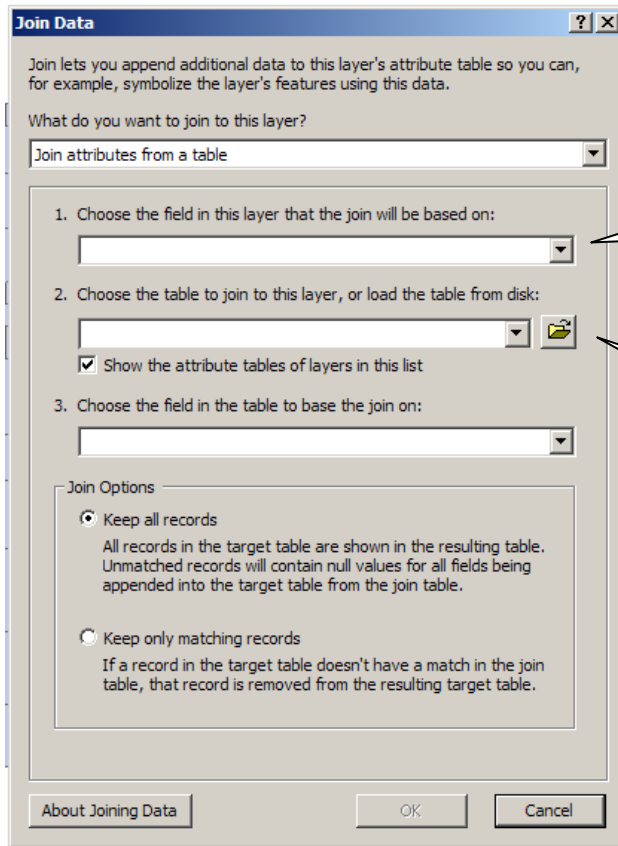 Join Data
Join lets you append additional data to this layer's attribute table so you can,
for example, symbolize the layer's features using this data.
What do you want to join to this layer?
Join attributes from a table
1. Choose the field in this layer that the join will be based on:
2. Choose the table to join to this layer, or load the table from disk:
Show the attribute tables of layers in this list
3. Choose the field in the table to base the join on:
Join Options
Keep all records
All records in the target table are shown in the resulting table.
Unmatched records will contain null values for all fields being
appended into the target table from the join table.
Keep only matching records
If a record in the target table doesn't have a match in the join
table, that record is removed from the resulting target table.
About Joining Data
OK
Cancel